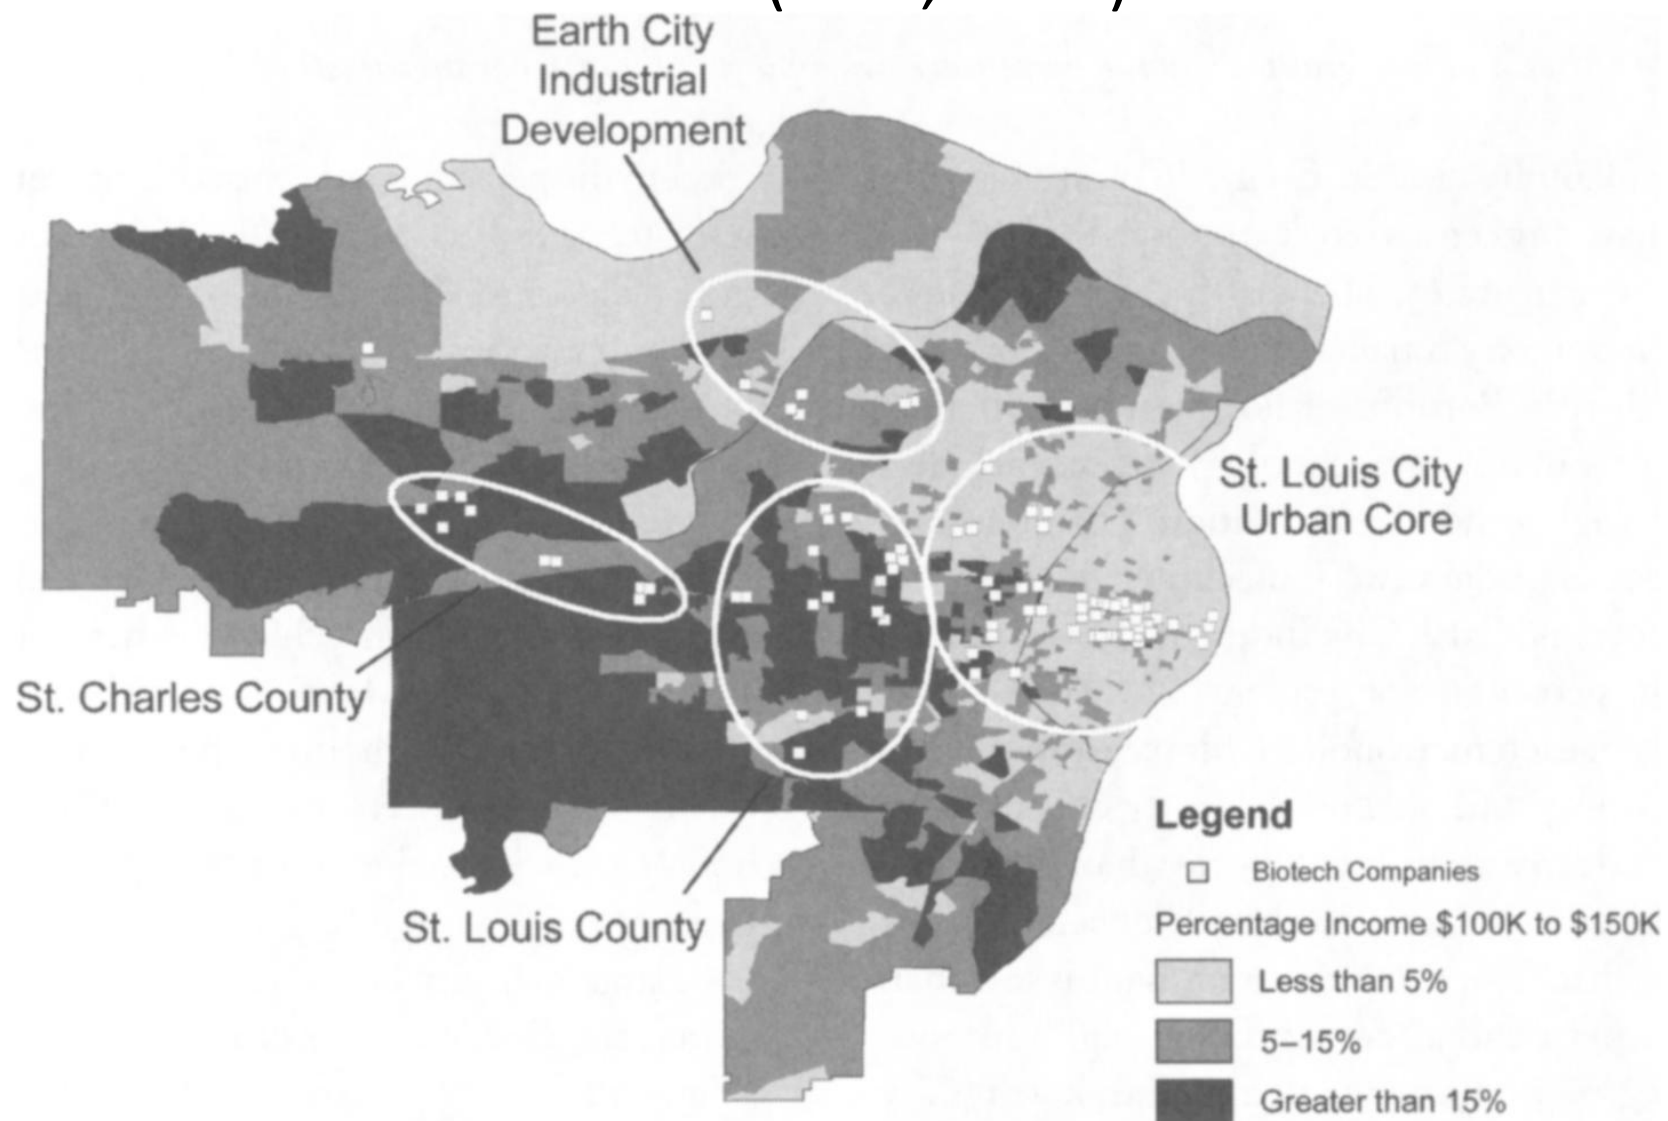 Earth City
Industrial
Development
St. Louis City
Urban Core
St. Charles County
St. Louis County
Legend
Biotech Companies
Percentage Income $100K to $150K
Less than 5%
5–15%
Greater than 15%